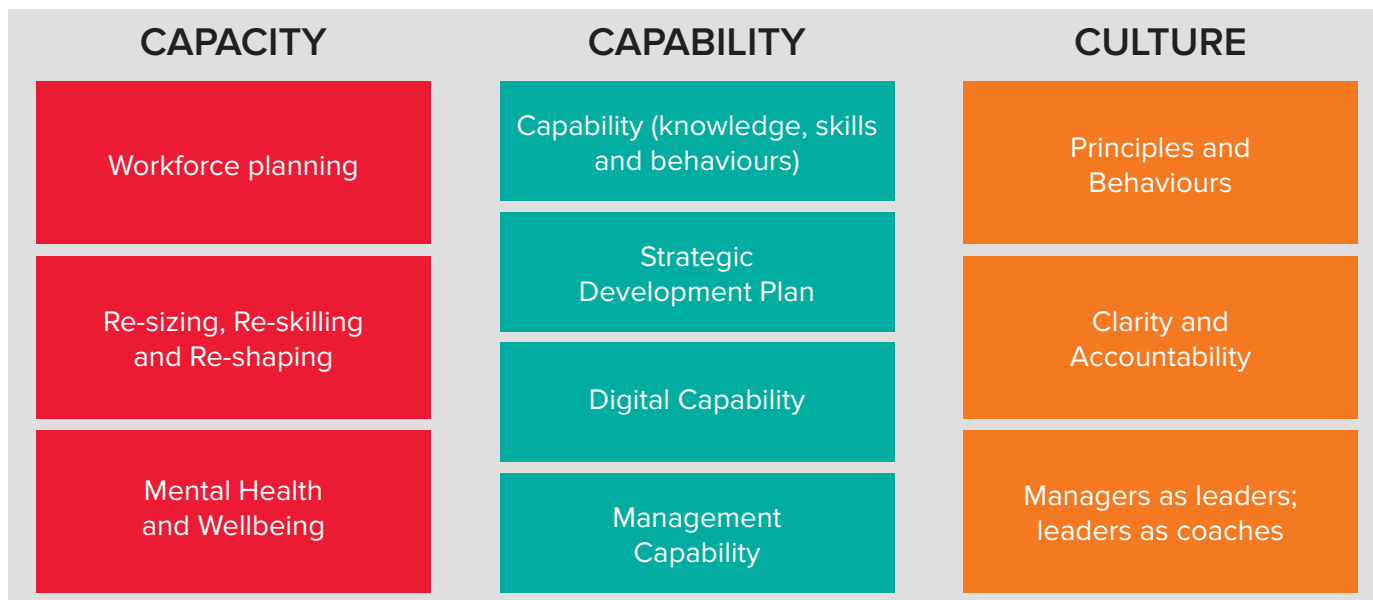 CAPACITY
Workforce planning
Re-sizing, Re-skilling
and Re-shaping
Mental Health
and Wellbeing
CAPABILITY
Capability (knowledge, skills
and behaviours)
Strategic
Development Plan
Digital Capability
Management
Capability
CULTURE
Principles and
Behaviours
Clarity and
Accountability
Managers as leaders;
leaders as coaches